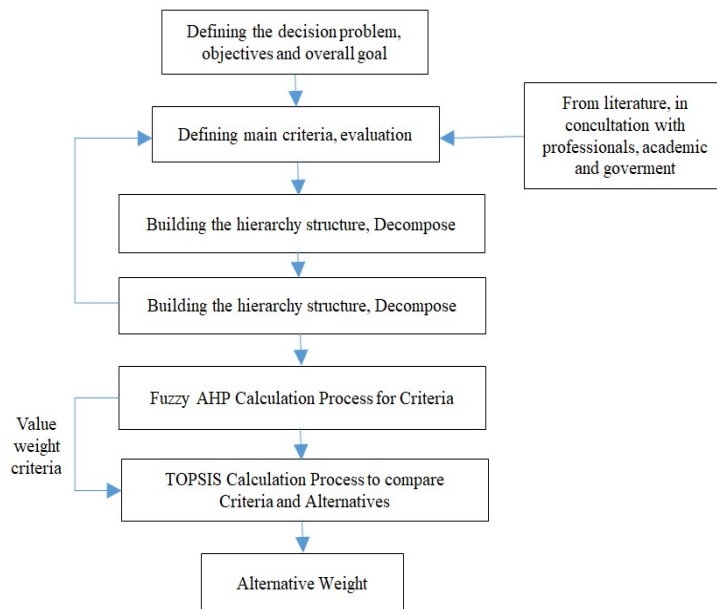 Defining the decision problem,
objectives and overall goal
From literature, in
concultation with
professionals, academic
and goverment
Defining main criteria, evaluation
Building the hierarchy structure, Decompose
Building the hierarchy structure, Decompose
Fuzzy AHP Calculation Process for Criteria
Value
weight
criteria
TOPSIS Calculation Process to compare
Criteria and Alternatives
Alternative Weight